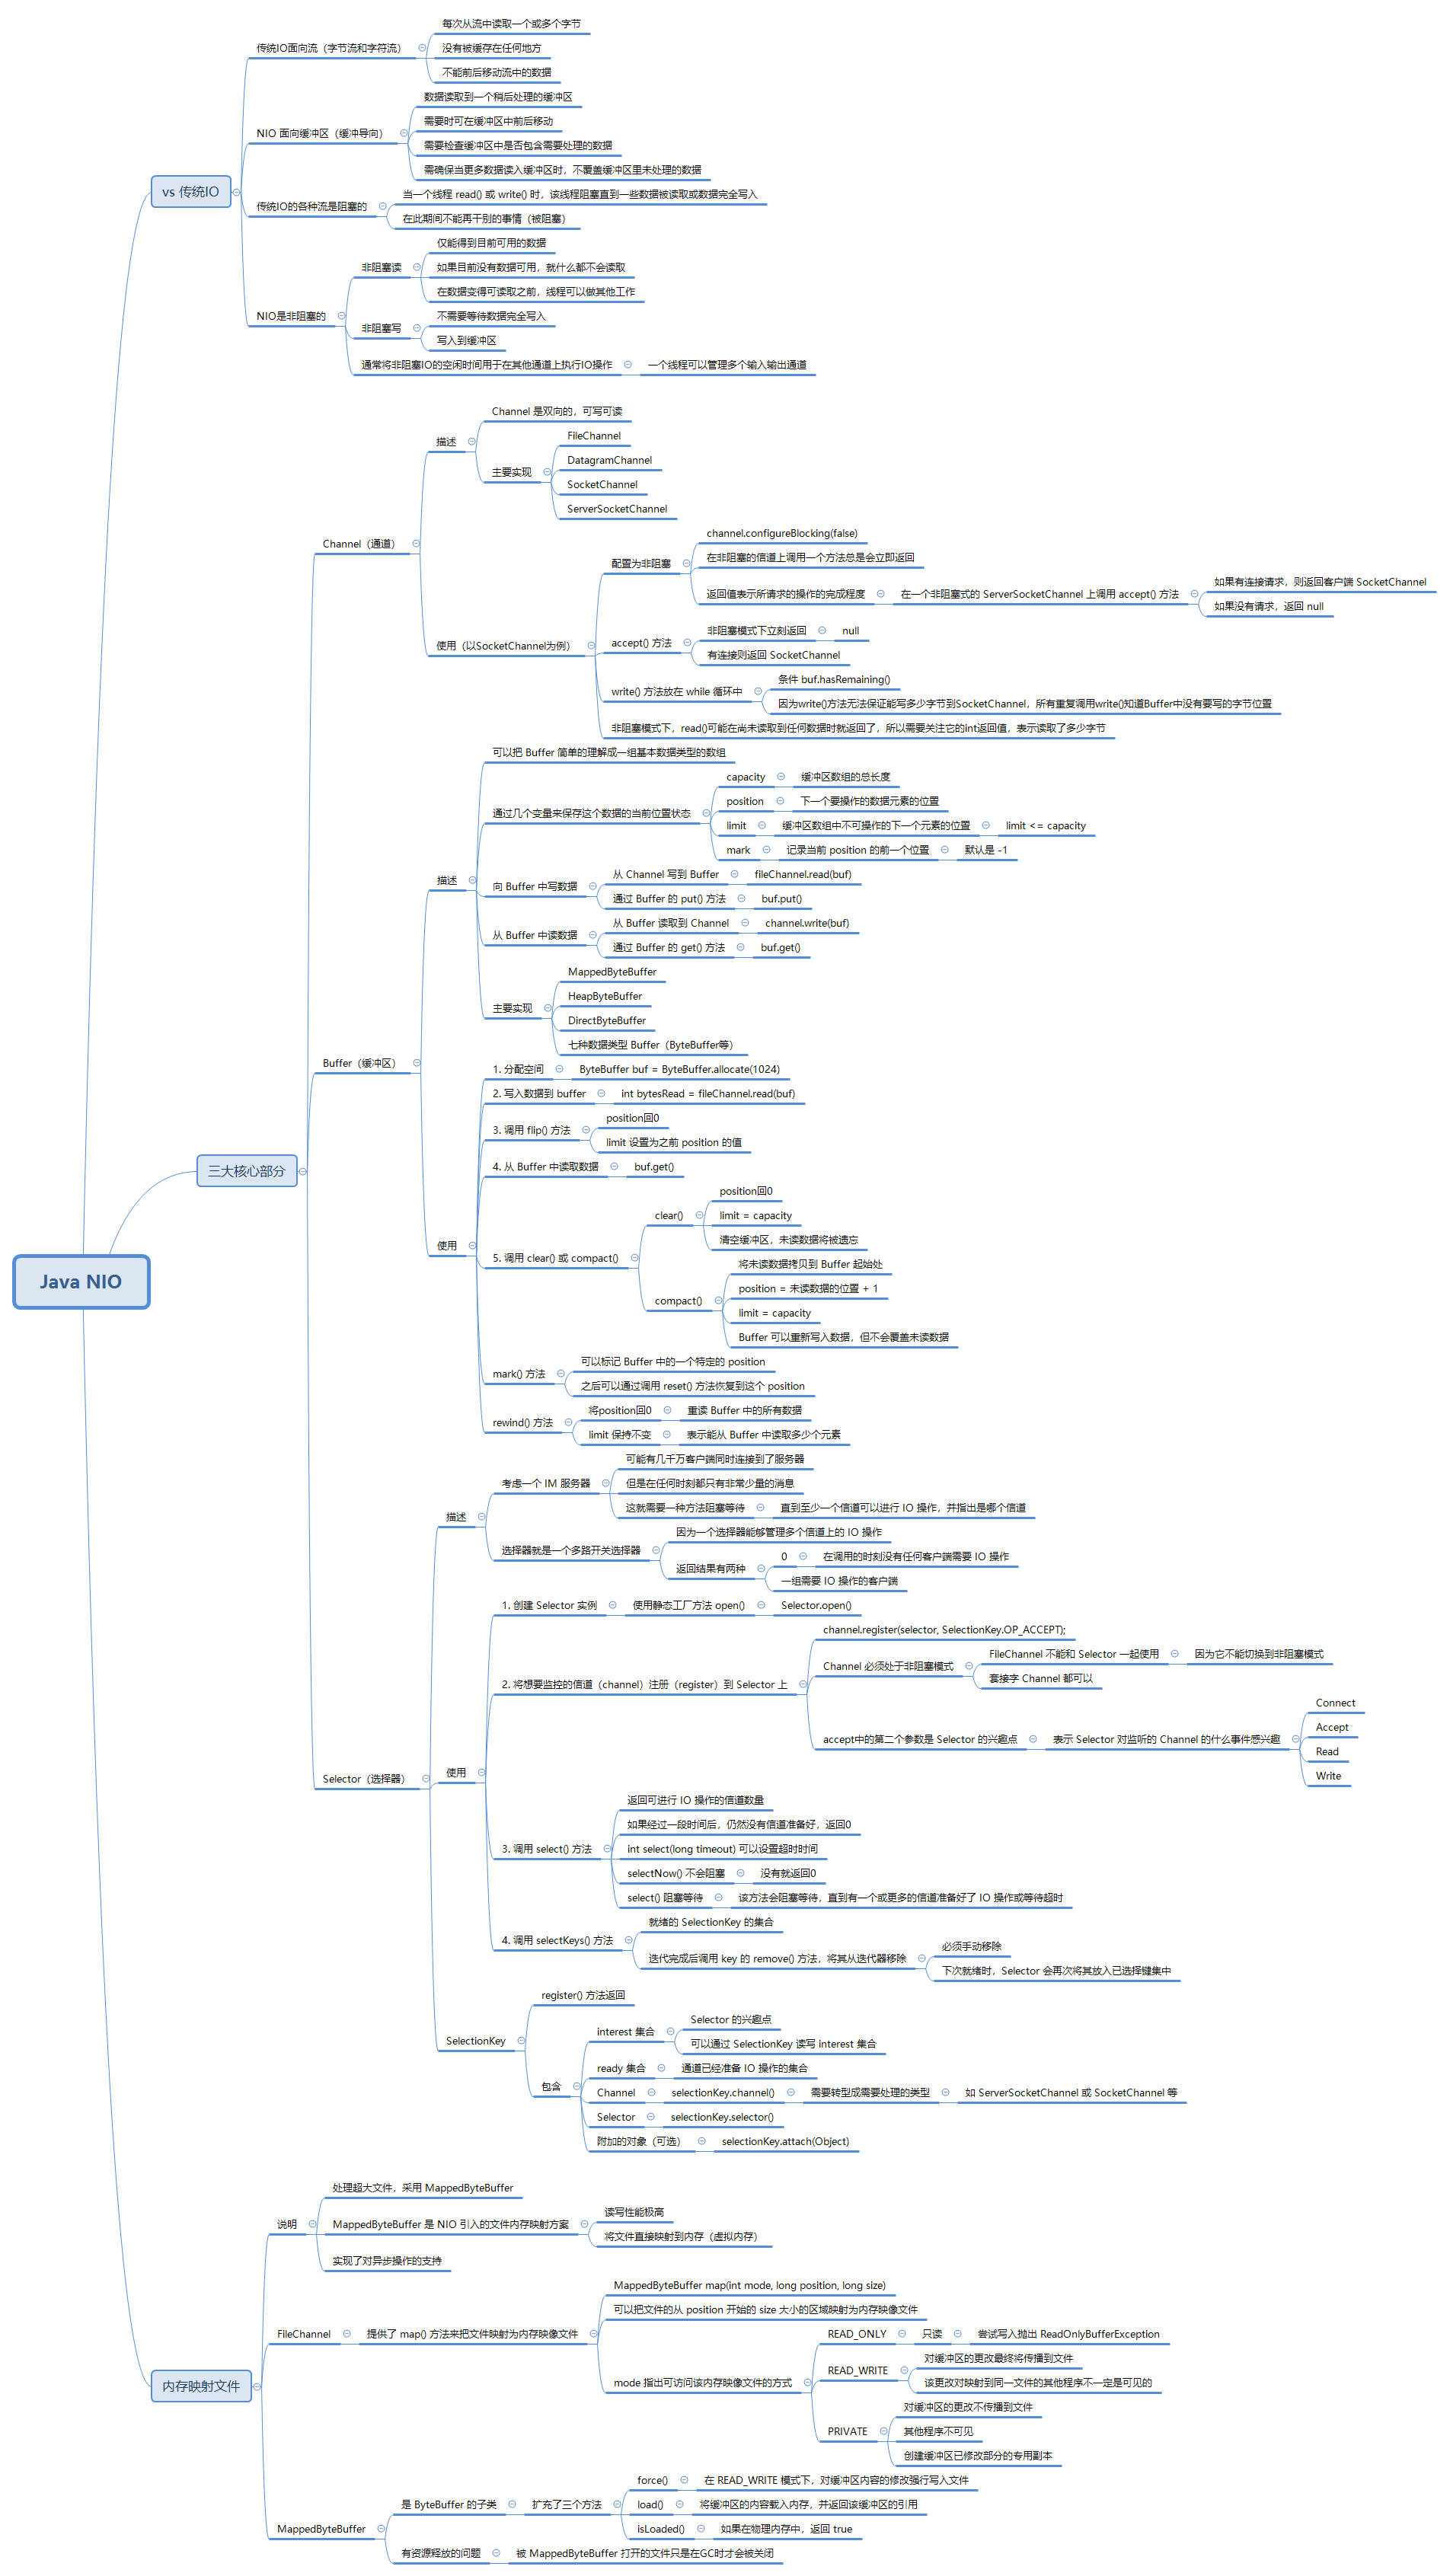 Java NIO
vs 传统IO
传统IO面向流（字节流和字符流）
每次从流中读取一个或多个字节
没有被缓存在任何地方
不能前后移动流中的数据
NIO 面向缓冲区（缓冲导向）
数据读取到一个稍后处理的缓冲区
需要时可在缓冲区中前后移动
需要检查缓冲区中是否包含需要处理的数据
需确保当更多数据读入缓冲区时，不覆盖缓冲区里未处理的数据
传统IO的各种流是阻塞的
当一个线程 read() 或 write() 时，该线程阻塞直到一些数据被读取或数据完全写入
在此期间不能再干别的事情（被阻塞）
NIO是非阻塞的
非阻塞读
仅能得到目前可用的数据
如果目前没有数据可用，就什么都不会读取
在数据变得可读取之前，线程可以做其他工作
非阻塞写
不需要等待数据完全写入
写入到缓冲区
通常将非阻塞IO的空闲时间用于在其他通道上执行IO操作
一个线程可以管理多个输入输出通道
三大核心部分
Channel（通道）
描述
Channel 是双向的，可写可读
主要实现
FileChannel
DatagramChannel
SocketChannel
ServerSocketChannel
使用（以SocketChannel为例）
配置为非阻塞
channel.configureBlocking(false)
在非阻塞的信道上调用一个方法总是会立即返回
返回值表示所请求的操作的完成程度
在一个非阻塞式的 ServerSocketChannel 上调用 accept() 方法
如果有连接请求，则返回客户端 SocketChannel
如果没有请求，返回 null
accept() 方法
非阻塞模式下立刻返回
null
有连接则返回 SocketChannel
write() 方法放在 while 循环中
条件 buf.hasRemaining()
因为write()方法无法保证能写多少字节到SocketChannel，所有重复调用write()知道Buffer中没有要写的字节位置
非阻塞模式下，read()可能在尚未读取到任何数据时就返回了，所以需要关注它的int返回值，表示读取了多少字节
Buffer（缓冲区）
描述
可以把 Buffer 简单的理解成一组基本数据类型的数组
通过几个变量来保存这个数据的当前位置状态
capacity
缓冲区数组的总长度
position
下一个要操作的数据元素的位置
limit
缓冲区数组中不可操作的下一个元素的位置
limit <= capacity
mark
记录当前 position 的前一个位置
默认是 -1
向 Buffer 中写数据
从 Channel 写到 Buffer
fileChannel.read(buf)
通过 Buffer 的 put() 方法
buf.put()
从 Buffer 中读数据
从 Buffer 读取到 Channel
channel.write(buf)
通过 Buffer 的 get() 方法
buf.get()
主要实现
MappedByteBuffer
HeapByteBuffer
DirectByteBuffer
七种数据类型 Buffer（ByteBuffer等）
使用
1. 分配空间
ByteBuffer buf = ByteBuffer.allocate(1024)
2. 写入数据到 buffer
int bytesRead = fileChannel.read(buf)
3. 调用 flip() 方法
position回0
limit 设置为之前 position 的值
4. 从 Buffer 中读取数据
buf.get()
5. 调用 clear() 或 compact()
clear()
position回0
limit = capacity
清空缓冲区，未读数据将被遗忘
compact()
将未读数据拷贝到 Buffer 起始处
position = 未读数据的位置 + 1
limit = capacity
Buffer 可以重新写入数据，但不会覆盖未读数据
mark() 方法
可以标记 Buffer 中的一个特定的 position
之后可以通过调用 reset() 方法恢复到这个 position
rewind() 方法
将position回0
重读 Buffer 中的所有数据
limit 保持不变
表示能从 Buffer 中读取多少个元素
Selector（选择器）
描述
考虑一个 IM 服务器
可能有几千万客户端同时连接到了服务器
但是在任何时刻都只有非常少量的消息
这就需要一种方法阻塞等待
直到至少一个信道可以进行 IO 操作，并指出是哪个信道
选择器就是一个多路开关选择器
因为一个选择器能够管理多个信道上的 IO 操作
返回结果有两种
0
在调用的时刻没有任何客户端需要 IO 操作
一组需要 IO 操作的客户端
使用
1. 创建 Selector 实例
使用静态工厂方法 open()
Selector.open()
2. 将想要监控的信道（channel）注册（register）到 Selector 上
channel.register(selector, SelectionKey.OP_ACCEPT);
Channel 必须处于非阻塞模式
FileChannel 不能和 Selector 一起使用
因为它不能切换到非阻塞模式
套接字 Channel 都可以
accept中的第二个参数是 Selector 的兴趣点
表示 Selector 对监听的 Channel 的什么事件感兴趣
Connect
Accept
Read
Write
3. 调用 select() 方法
返回可进行 IO 操作的信道数量
如果经过一段时间后，仍然没有信道准备好，返回0
int select(long timeout) 可以设置超时时间
selectNow() 不会阻塞
没有就返回0
select() 阻塞等待
该方法会阻塞等待，直到有一个或更多的信道准备好了 IO 操作或等待超时
4. 调用 selectKeys() 方法
就绪的 SelectionKey 的集合
迭代完成后调用 key 的 remove() 方法，将其从迭代器移除
必须手动移除
下次就绪时，Selector 会再次将其放入已选择键集中
SelectionKey
register() 方法返回
包含
interest 集合
Selector 的兴趣点
可以通过 SelectionKey 读写 interest 集合
ready 集合
通道已经准备 IO 操作的集合
Channel
selectionKey.channel()
需要转型成需要处理的类型
如 ServerSocketChannel 或 SocketChannel 等
Selector
selectionKey.selector()
附加的对象（可选）
selectionKey.attach(Object)
内存映射文件
说明
处理超大文件，采用 MappedByteBuffer
MappedByteBuffer 是 NIO 引入的文件内存映射方案
读写性能极高
将文件直接映射到内存（虚拟内存）
实现了对异步操作的支持
FileChannel
提供了 map() 方法来把文件映射为内存映像文件
MappedByteBuffer map(int mode, long position, long size)
可以把文件的从 position 开始的 size 大小的区域映射为内存映像文件
mode 指出可访问该内存映像文件的方式
READ_ONLY
只读
尝试写入抛出 ReadOnlyBufferException
READ_WRITE
对缓冲区的更改最终将传播到文件
该更改对映射到同一文件的其他程序不一定是可见的
PRIVATE
对缓冲区的更改不传播到文件
其他程序不可见
创建缓冲区已修改部分的专用副本
MappedByteBuffer
是 ByteBuffer 的子类
扩充了三个方法
force()
在 READ_WRITE 模式下，对缓冲区内容的修改强行写入文件
load()
将缓冲区的内容载入内存，并返回该缓冲区的引用
isLoaded()
如果在物理内存中，返回 true
有资源释放的问题
被 MappedByteBuffer 打开的文件只是在GC时才会被关闭